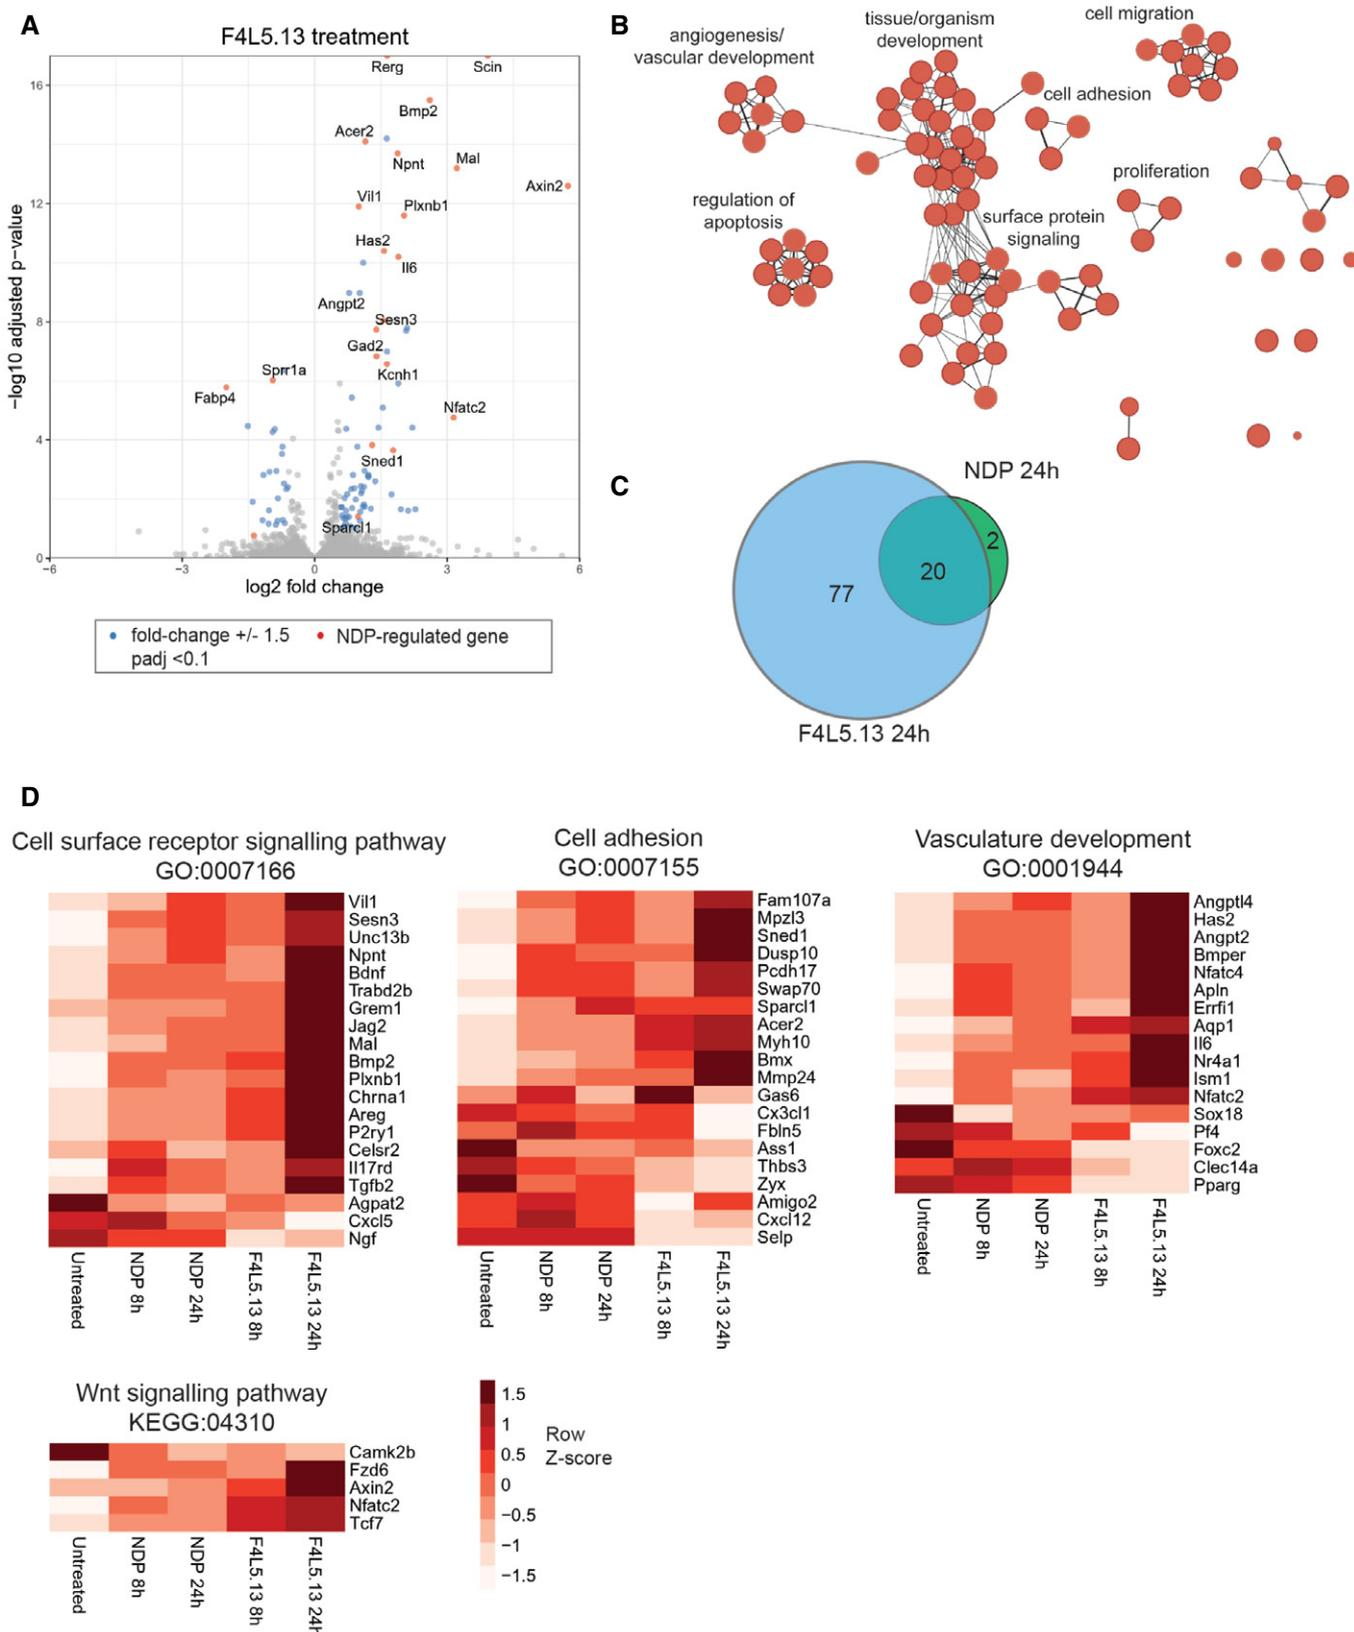 A
F4L5.13 treatment
−log10 adjusted p−value
16
12
8
4
0
Rerg
Scin
Bmp2
Acer2
Npnt
Mal
Axin2
Vil1
Plxnb1
Has2
Il6
Angpt2
Sesn3
Gad2
Kcnh1
Sprr1a
Fabp4
Nfatc2
Sned1
Sparcl1
−6
−3
0
3
6
log2 fold change
fold-change +/- 1.5
padj <0.1
NDP-regulated gene
B
angiogenesis/
vascular development
tissue/organism
development
cell migration
cell adhesion
proliferation
regulation of
apoptosis
surface protein
signaling
C
NDP 24h
2
20
77
F4L5.13 24h
D
Cell surface receptor signalling pathway
GO:0007166
Vil1
Sesn3
Unc13b
Npnt
Bdnf
Trabd2b
Grem1
Jag2
Mal
Bmp2
Plxnb1
Chrna1
Areg
P2ry1
Celsr2
Il17rd
Tgfb2
Agpat2
Cxcl5
Ngf
Untreated
NDP 8h
NDP 24h
F4L5.13 8h
F4L5.13 24h
Cell adhesion
GO:0007155
Fam107a
Mpzl3
Sned1
Dusp10
Pcdh17
Swap70
Sparcl1
Acer2
Myh10
Bmx
Mmp24
Gas6
Cx3cl1
Fbln5
Ass1
Thbs3
Zyx
Amigo2
Cxcl12
Selp
Untreated
NDP 8h
NDP 24h
F4L5.13 8h
F4L5.13 24h
Vasculature development
GO:0001944
Angptl4
Has2
Angpt2
Bmper
Nfatc4
Apln
Errfi1
Aqp1
Il6
Nr4a1
Ism1
Nfatc2
Sox18
Pf4
Foxc2
Clec14a
Pparg
Untreated
NDP 8h
NDP 24h
F4L5.13 8h
F4L5.13 24h
Wnt signalling pathway
KEGG:04310
Camk2b
Fzd6
Axin2
Nfatc2
Tcf7
Untreated
NDP 8h
NDP 24h
F4L5.13 8h
F4L5.13 24h
1.5
1
0.5
0
−0.5
−1
−1.5
Row
Z-score